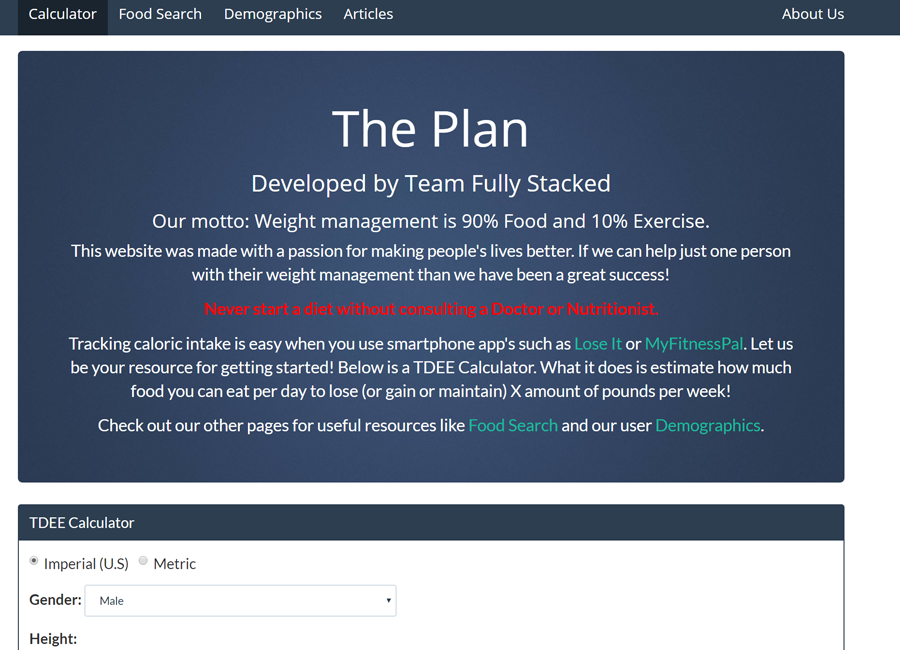 Calculator Food Search Demographics Articles About Us
The Plan
Developed by Team Fully Stacked
Our motto: Weight management is 90% Food and 10% Exercise.
This website was made with a passion for making people's lives better. If we can help just one person
with their weight management than we have been a great success!
Never start a diet without consulting a Doctor or Nutritionist.
Tracking caloric intake is easy when you use smartphone app's such as Lose It or MyFitnessPal. Let us
be your resource for getting started! Below is a TDEE Calculator. What it does is estimate how much
food you can eat per day to lose (or gain or maintain) X amount of pounds per week!
Check out our other pages for useful resources like Food Search and our user Demographics.
TDEE Calculator
Imperial (U.S) Metric
Gender: Male
Height: